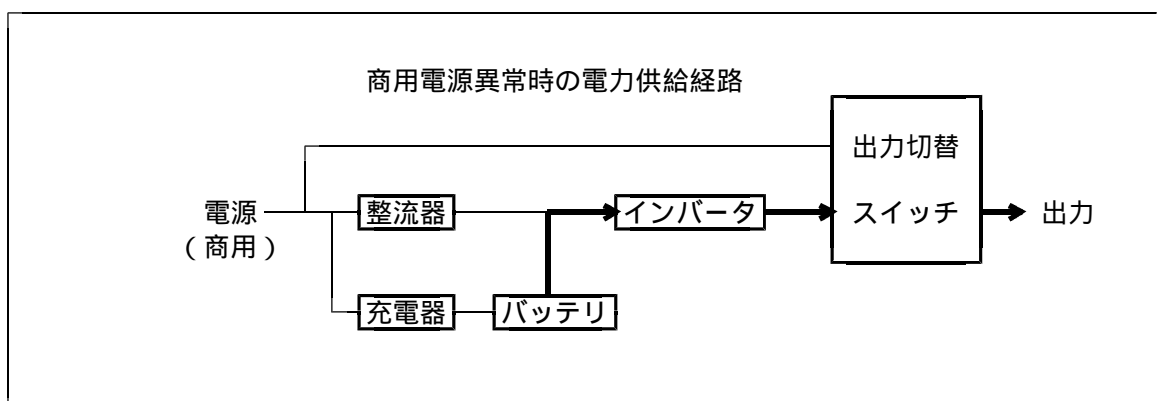 商用電源異常時の電力供給経路
出力切替
電源
整流器
インバータ
スイッチ
出力
(商用)
充電器
バッテリ